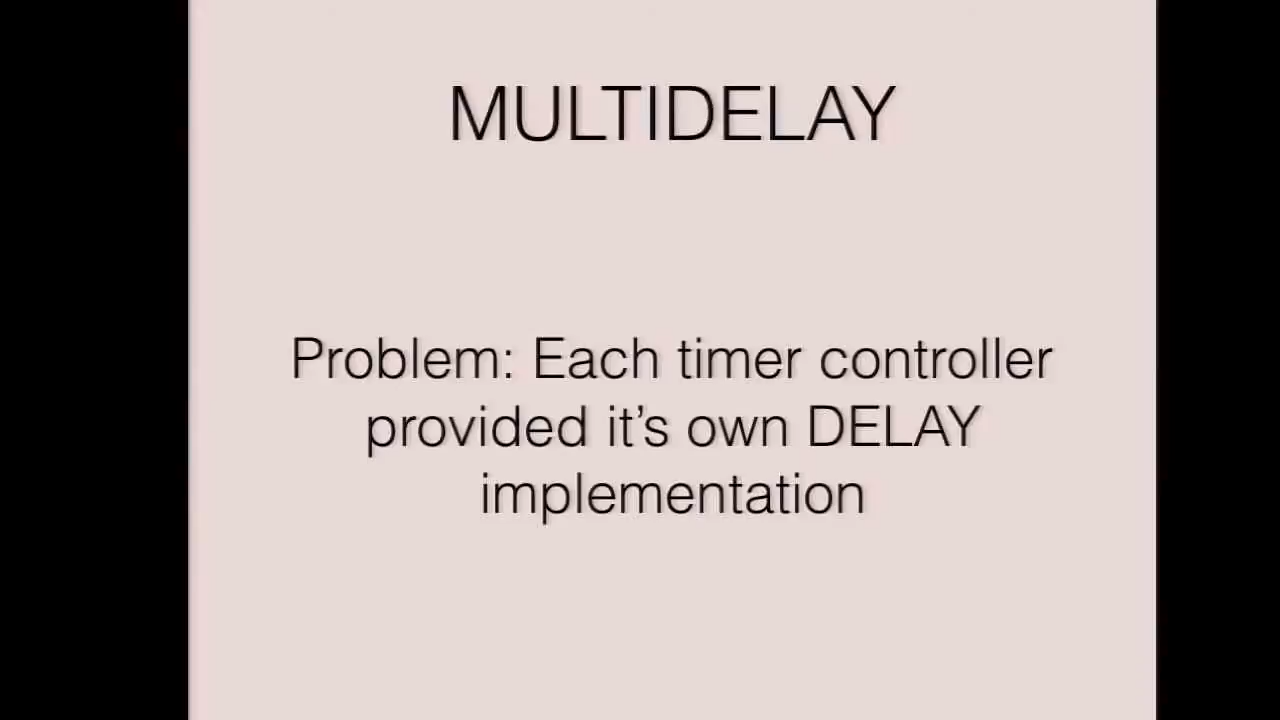 MULTIDELAY
Problem: Each timer controller
provided it’s own DELAY
implementation